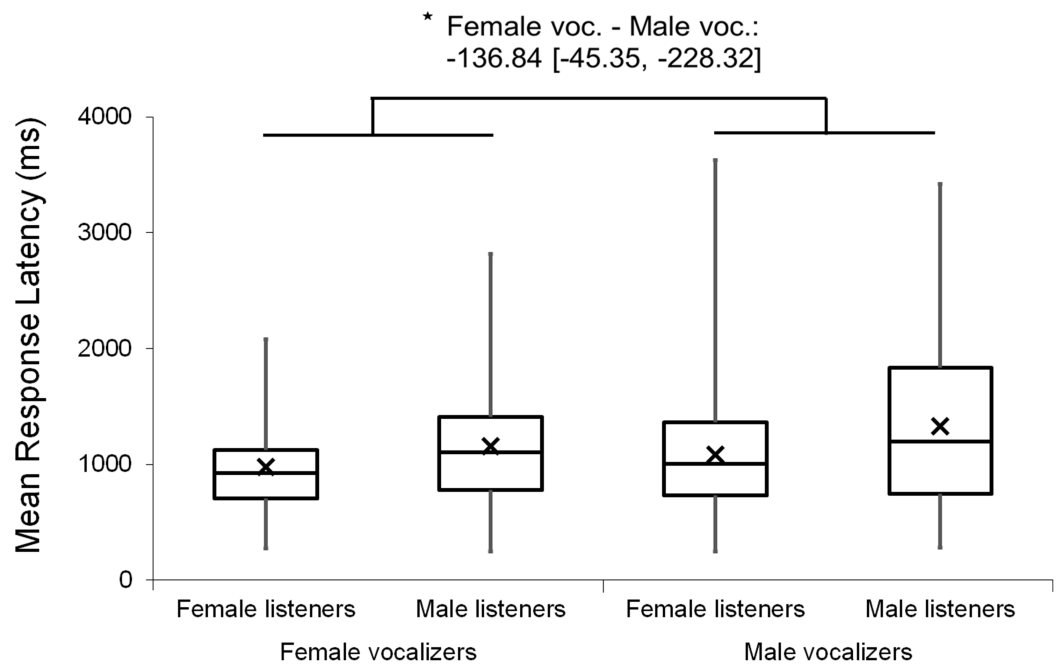 * Female voc. - Male voc.:
-136.84 [-45.35, -228.32]
Mean Response Latency (ms)
4000
3000
2000
1000
0
Female listeners Male listeners Female listeners Male listeners
Female vocalizers Male vocalizers